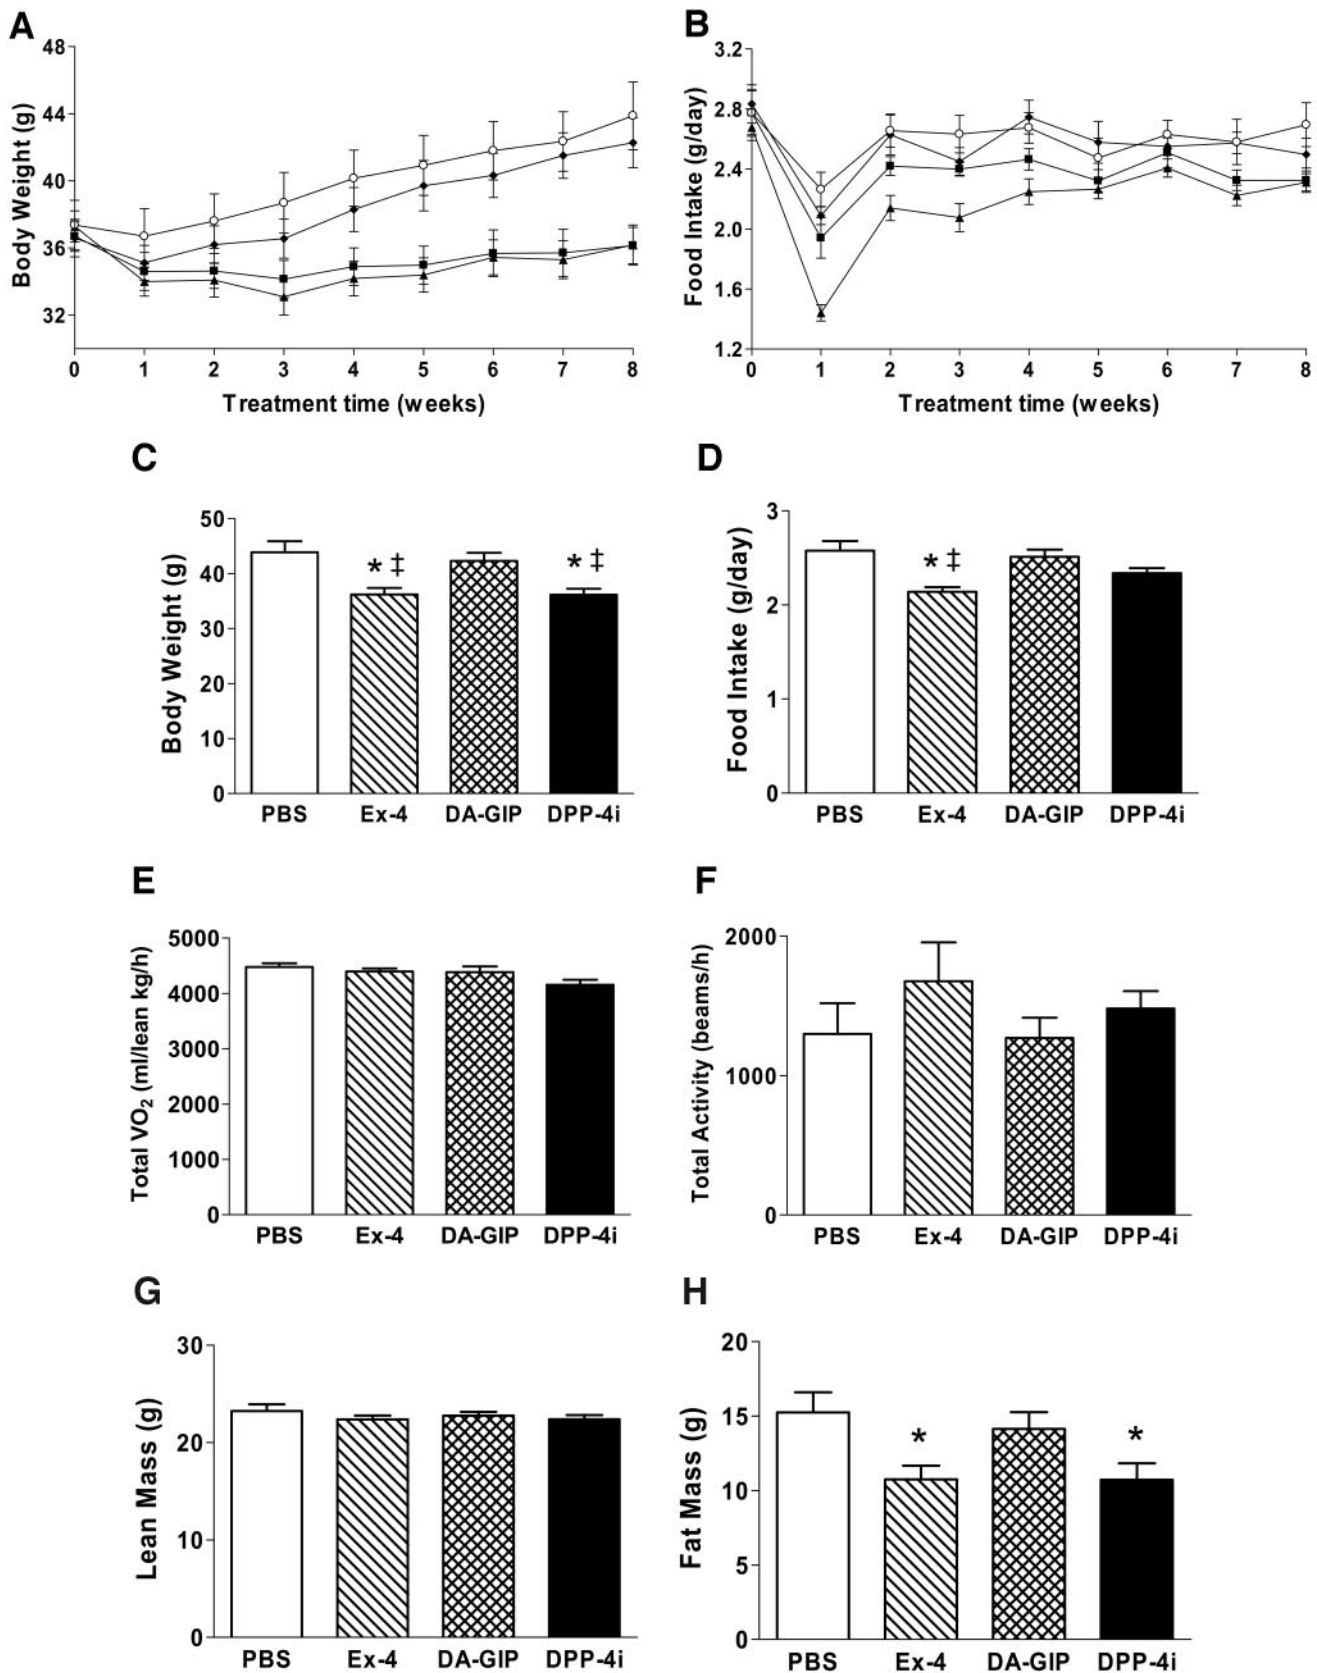 A
48
44
40
36
32
Body Weight (g)
0 1 2 3 4 5 6 7 8
Treatment time (weeks)
B
3.2
2.8
2.4
2.0
1.6
1.2
Food Intake (g/day)
0 1 2 3 4 5 6 7 8
Treatment time (weeks)
C
50
40
30
20
10
0
Body Weight (g)
* ‡
* ‡
PBS Ex-4 DA-GIP DPP-4i
D
3
2
1
0
Food Intake (g/day)
* ‡
PBS Ex-4 DA-GIP DPP-4i
E
5000
4000
3000
2000
1000
0
Total VO₂ (ml/lean kg/h)
PBS Ex-4 DA-GIP DPP-4i
F
2000
1000
0
Total Activity (beams/h)
PBS Ex-4 DA-GIP DPP-4i
G
30
20
10
0
Lean Mass (g)
PBS Ex-4 DA-GIP DPP-4i
H
20
15
10
5
0
Fat Mass (g)
*
*
PBS Ex-4 DA-GIP DPP-4i